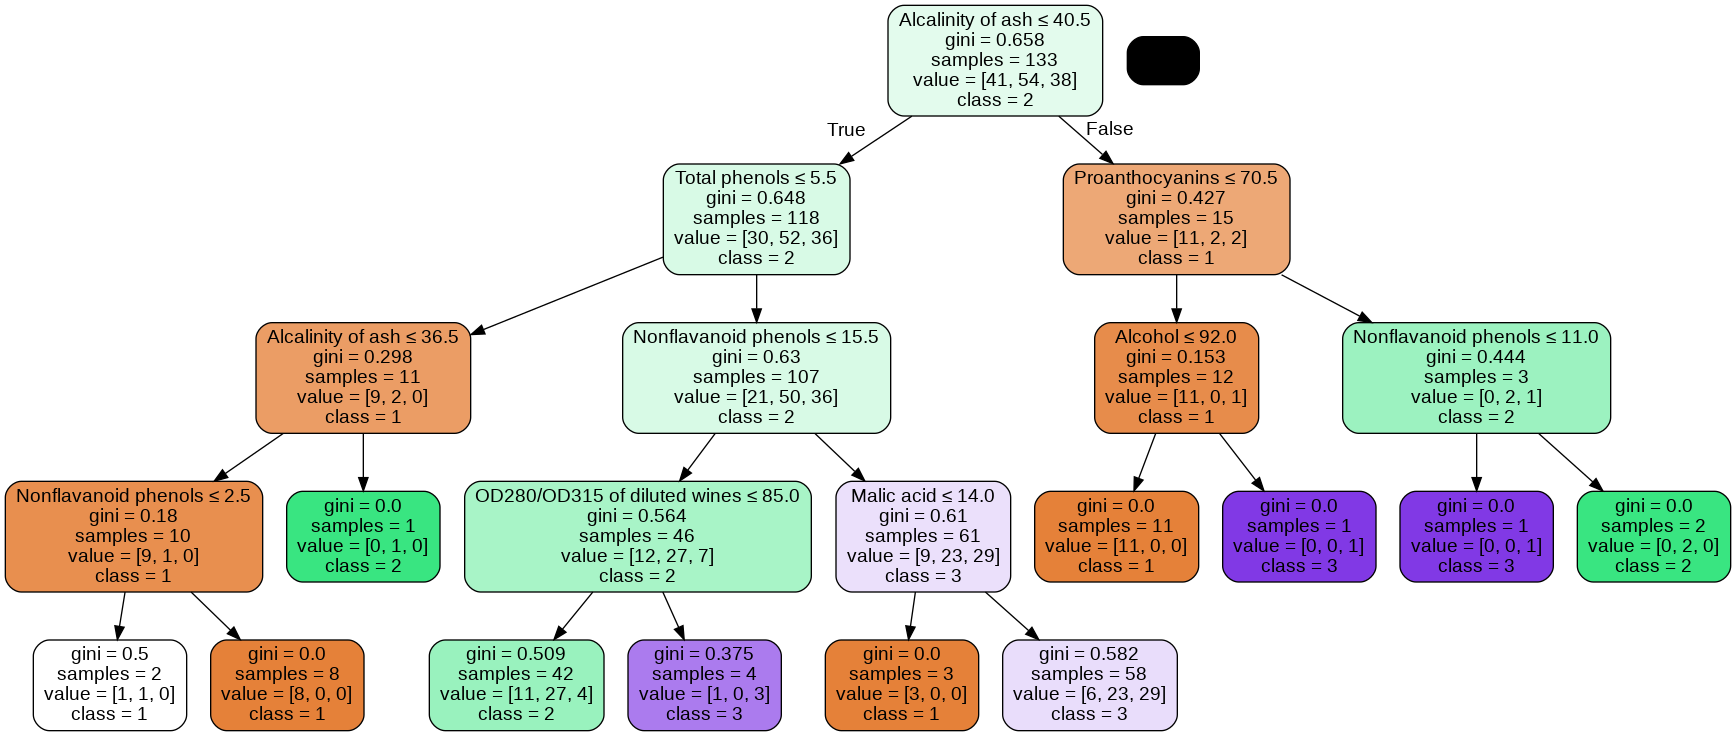 Alcalinity of ash ≤ 40.5
gini = 0.658
samples = 133
value = [41, 54, 38]
class = 2
True
False
Total phenols ≤ 5.5
gini = 0.648
samples = 118
value = [30, 52, 36]
class = 2
Proanthocyanins ≤ 70.5
gini = 0.427
samples = 15
value = [11, 2, 2]
class = 1
Alcalinity of ash ≤ 36.5
gini = 0.298
samples = 11
value = [9, 2, 0]
class = 1
Nonflavanoid phenols ≤ 15.5
gini = 0.63
samples = 107
value = [21, 50, 36]
class = 2
Alcohol ≤ 92.0
gini = 0.153
samples = 12
value = [11, 0, 1]
class = 1
Nonflavanoid phenols ≤ 11.0
gini = 0.444
samples = 3
value = [0, 2, 1]
class = 2
Nonflavanoid phenols ≤ 2.5
gini = 0.18
samples = 10
value = [9, 1, 0]
class = 1
gini = 0.0
samples = 1
value = [0, 1, 0]
class = 2
OD280/OD315 of diluted wines ≤ 85.0
gini = 0.564
samples = 46
value = [12, 27, 7]
class = 2
Malic acid ≤ 14.0
gini = 0.61
samples = 61
value = [9, 23, 29]
class = 3
gini = 0.0
samples = 11
value = [11, 0, 0]
class = 1
gini = 0.0
samples = 1
value = [0, 0, 1]
class = 3
gini = 0.0
samples = 1
value = [0, 0, 1]
class = 3
gini = 0.0
samples = 2
value = [0, 2, 0]
class = 2
gini = 0.5
samples = 2
value = [1, 1, 0]
class = 1
gini = 0.0
samples = 8
value = [8, 0, 0]
class = 1
gini = 0.509
samples = 42
value = [11, 27, 4]
class = 2
gini = 0.375
samples = 4
value = [1, 0, 3]
class = 3
gini = 0.0
samples = 3
value = [3, 0, 0]
class = 1
gini = 0.582
samples = 58
value = [6, 23, 29]
class = 3